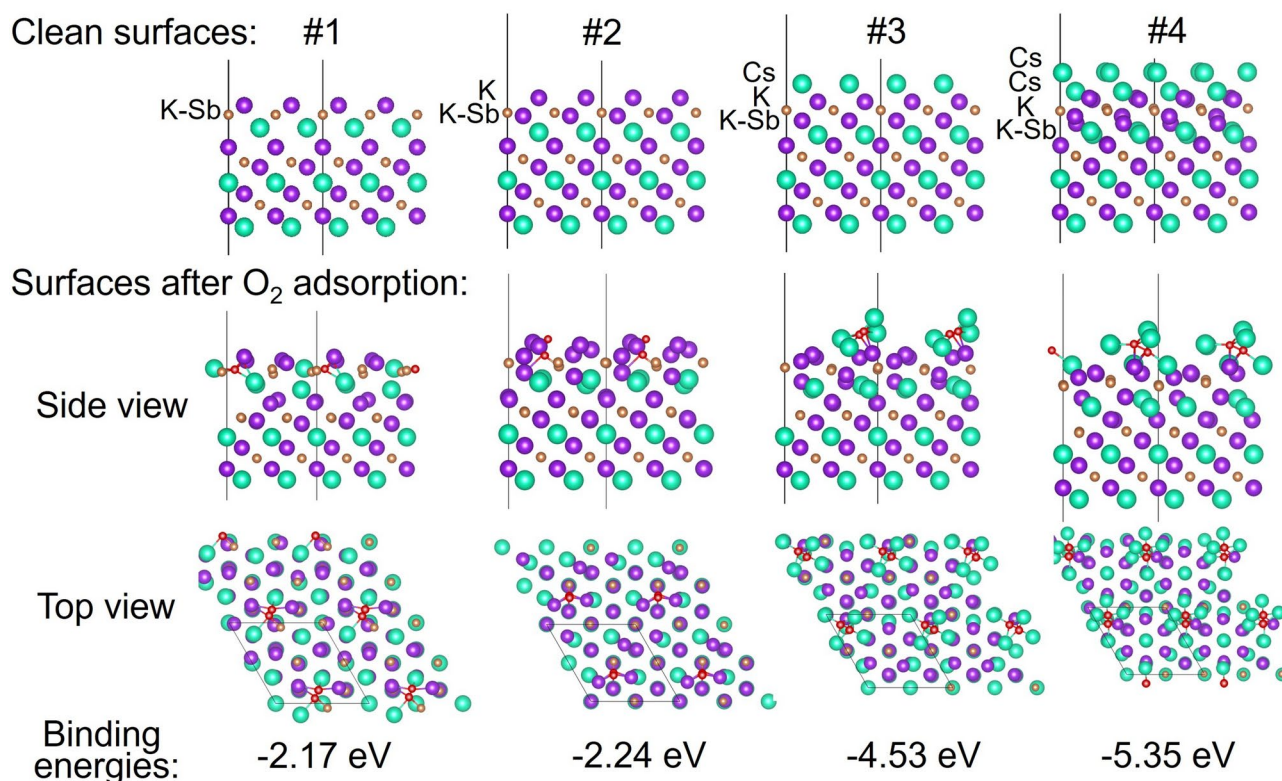 Clean surfaces: #1 #2 #3 #4
K-Sb
K
K-Sb
Cs
K
K-Sb
Cs
Cs
K
K-Sb
Surfaces after O₂ adsorption:
Side view
Top view
Binding
energies: -2.17 eV -2.24 eV -4.53 eV -5.35 eV